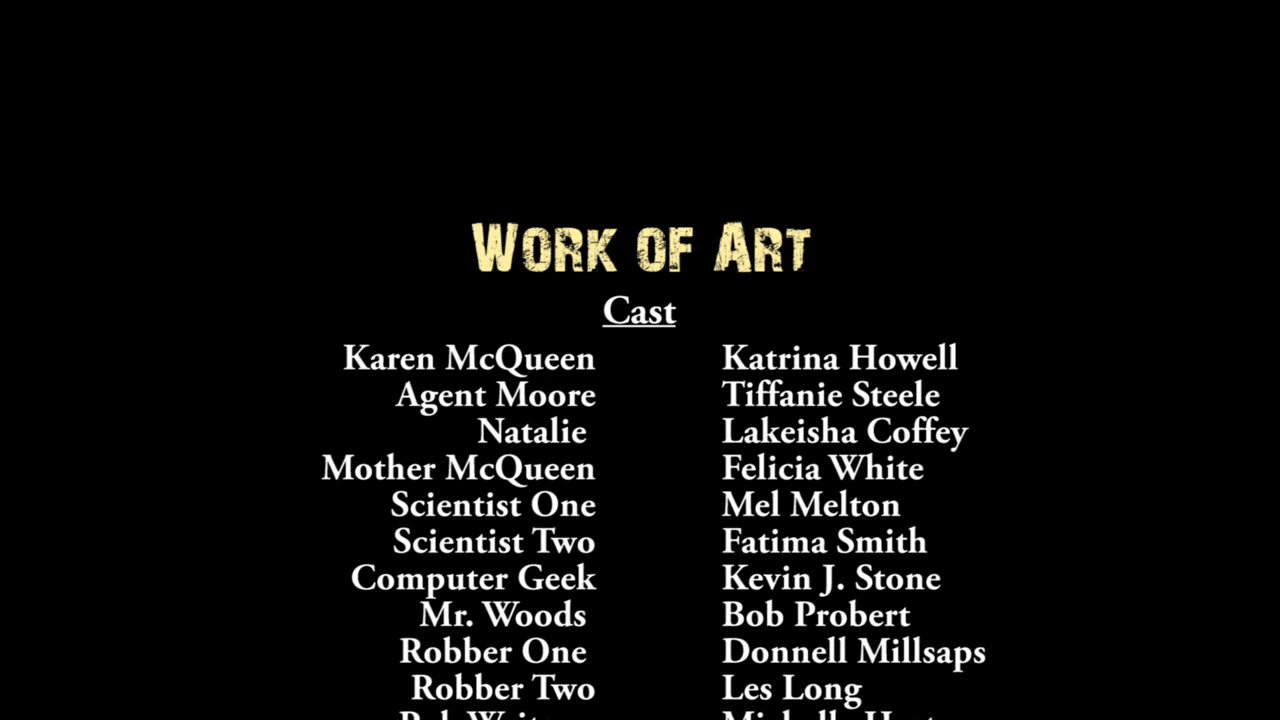 Work of Art
Cast
Karen McQueen Katrina Howell
Agent Moore Tiffanie Steele
Natalie Lakeisha Coffey
Mother McQueen Felicia White
Scientist One Mel Melton
Scientist Two Fatima Smith
Computer Geek Kevin J. Stone
Mr. Woods Bob Probert
Robber One Donnell Millsaps
Robber Two Les Long